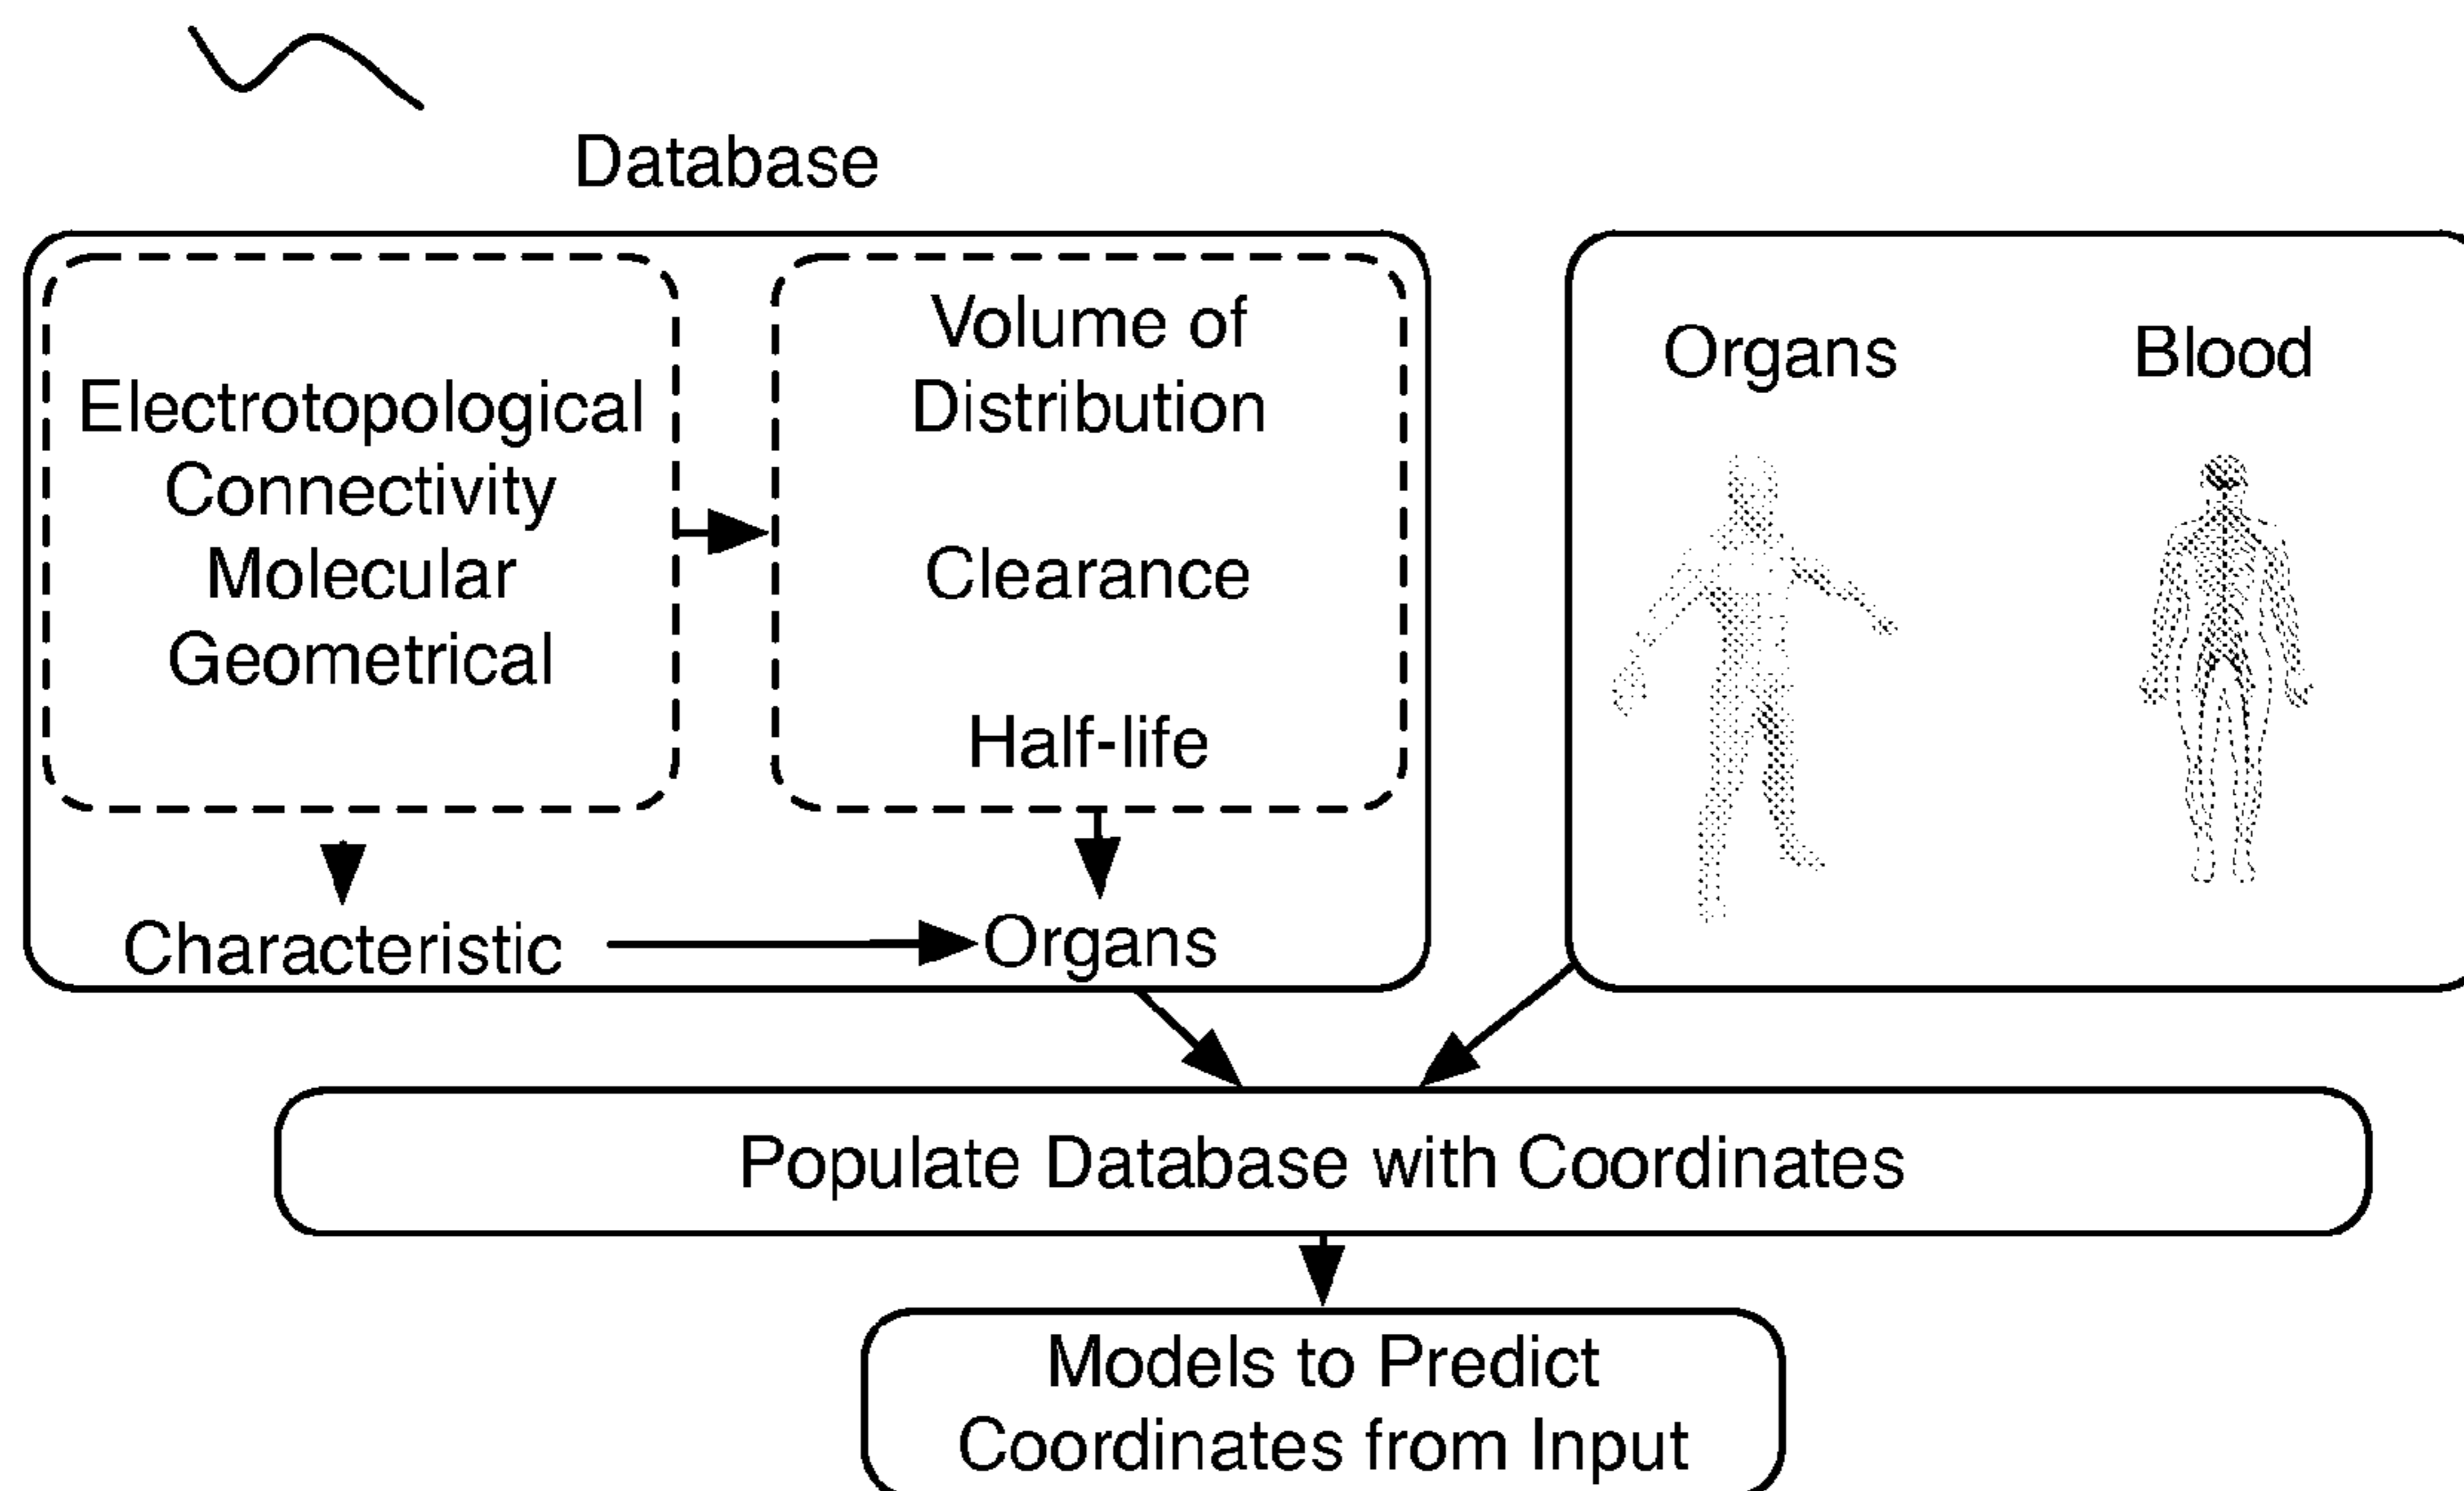 Database
Electrotopological
Connectivity
Molecular
Geometrical
Volume of
Distribution
Clearance
Half-life
Characteristic
Organs
Organs
Blood
Populate Database with Coordinates
Models to Predict
Coordinates from Input